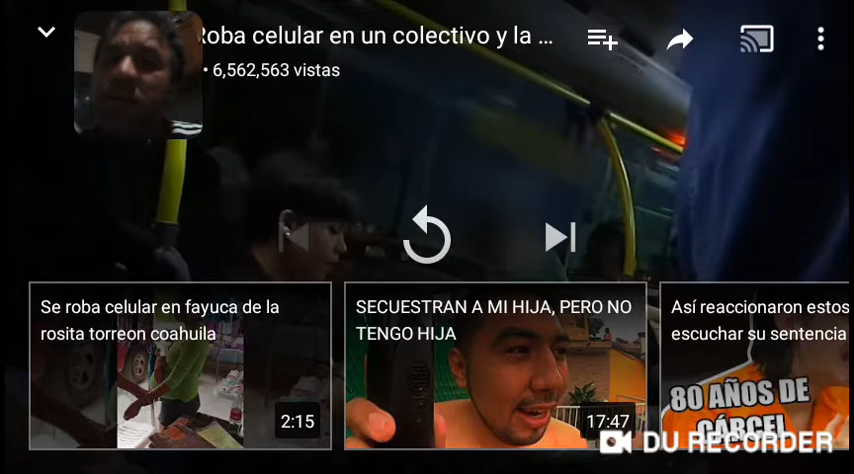 Roba celular en un colectivo y la ...
• 6,562,563 vistas
Se roba celular en fayuca de la
rosita torreon coahuila
2:15
SECUESTRAN A MI HIJA, PERO NO
TENGO HIJA
17:47
Así reaccionaron estos
escuchar su sentencia
80 AÑOS DE
CÁRCEL
DU RECORDER